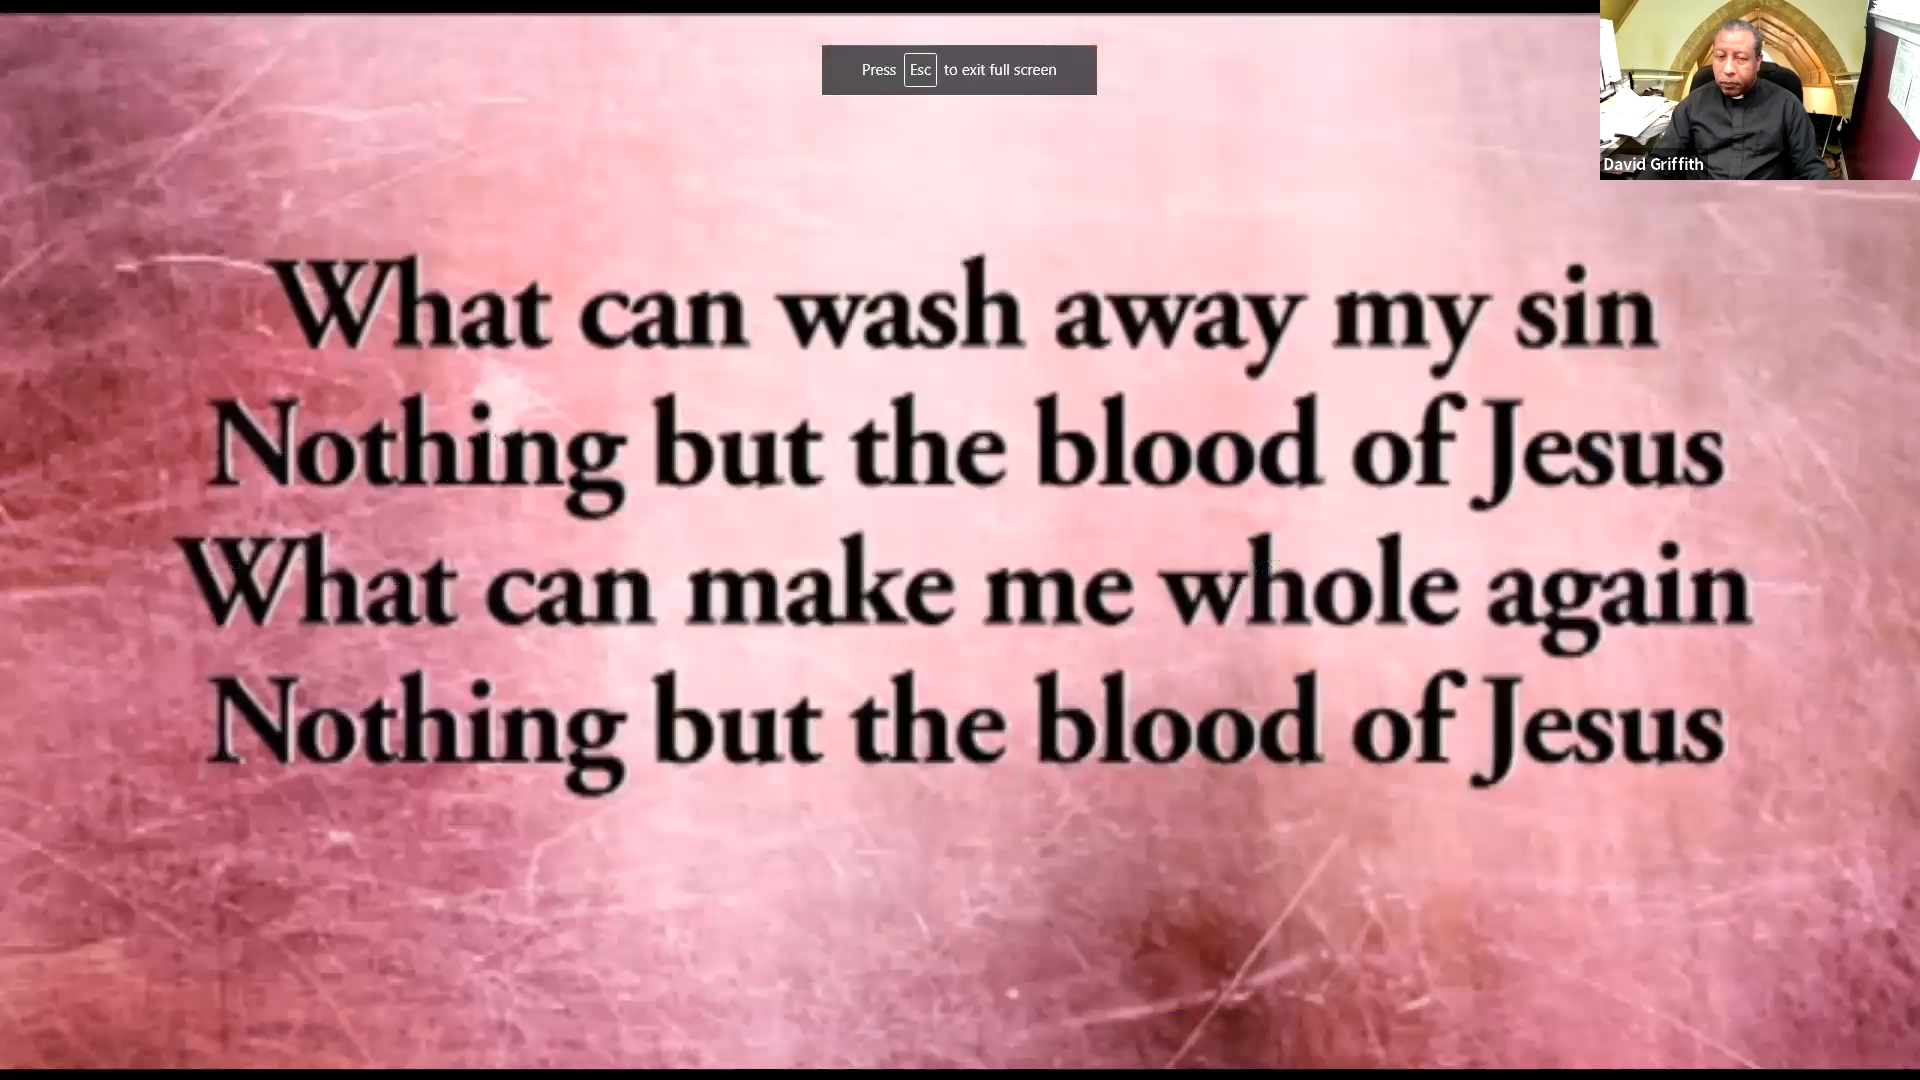 Press Esc to exit full screen
David Griffith
What can wash away my sin
Nothing but the blood of Jesus
What can make me whole again
Nothing but the blood of Jesus